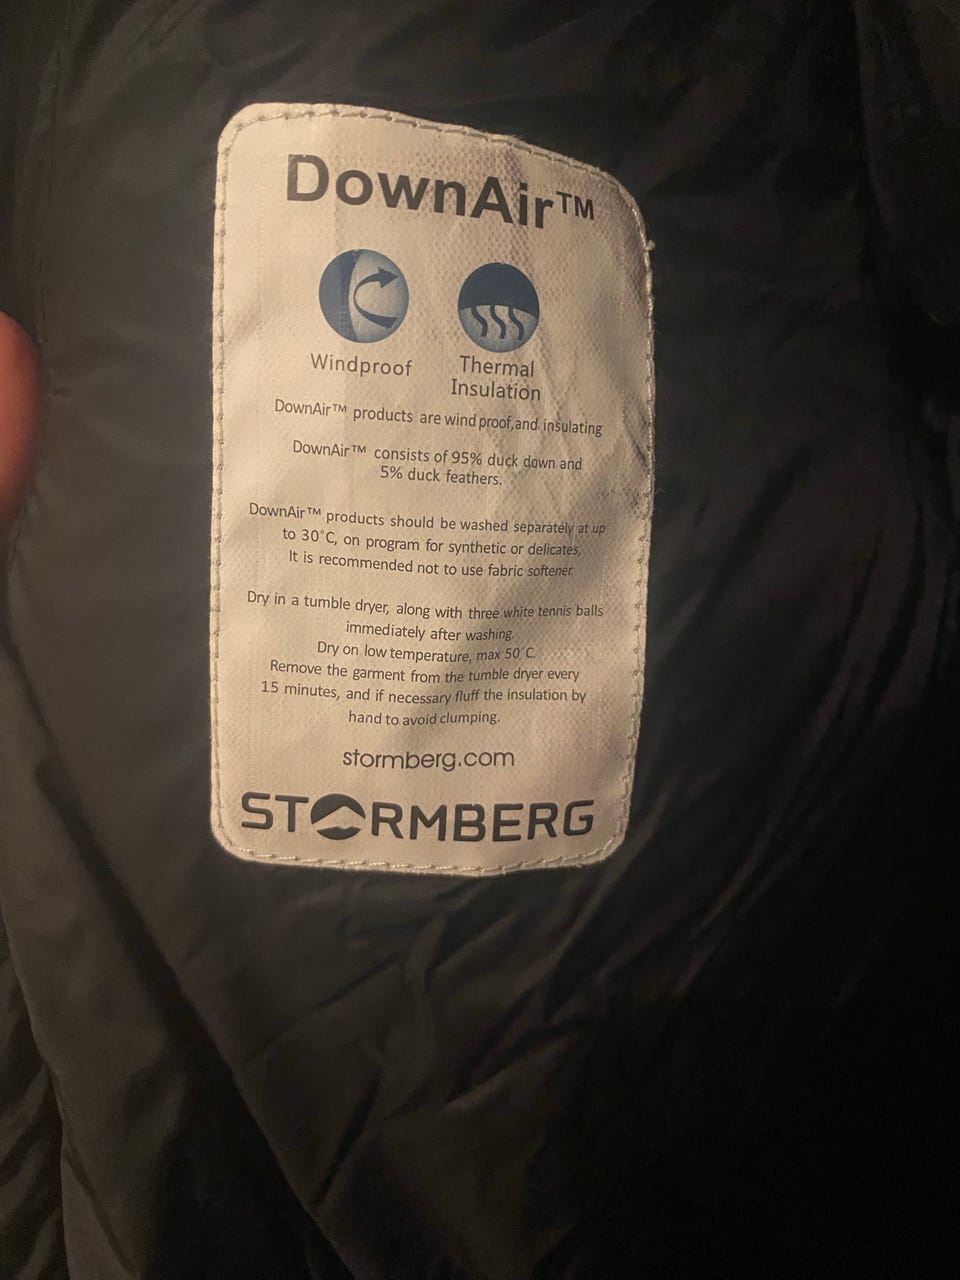 DownAir™
Windproof
Thermal
Insulation
DownAir™ products are wind proof,and insulating
DownAir™ consists of 95% duck down and
5% duck feathers.
DownAir™ products should be washed separately at up
to 30°C, on program for synthetic or delicates,
It is recommended not to use fabric softener.
Dry in a tumble dryer, along with three white tennis balls
immediately after washing.
Dry on low temperature, max 50°C.
Remove the garment from the tumble dryer every
15 minutes, and if necessary fluff the insulation by
hand to avoid clumping.
stormberg.com
STORMBERG